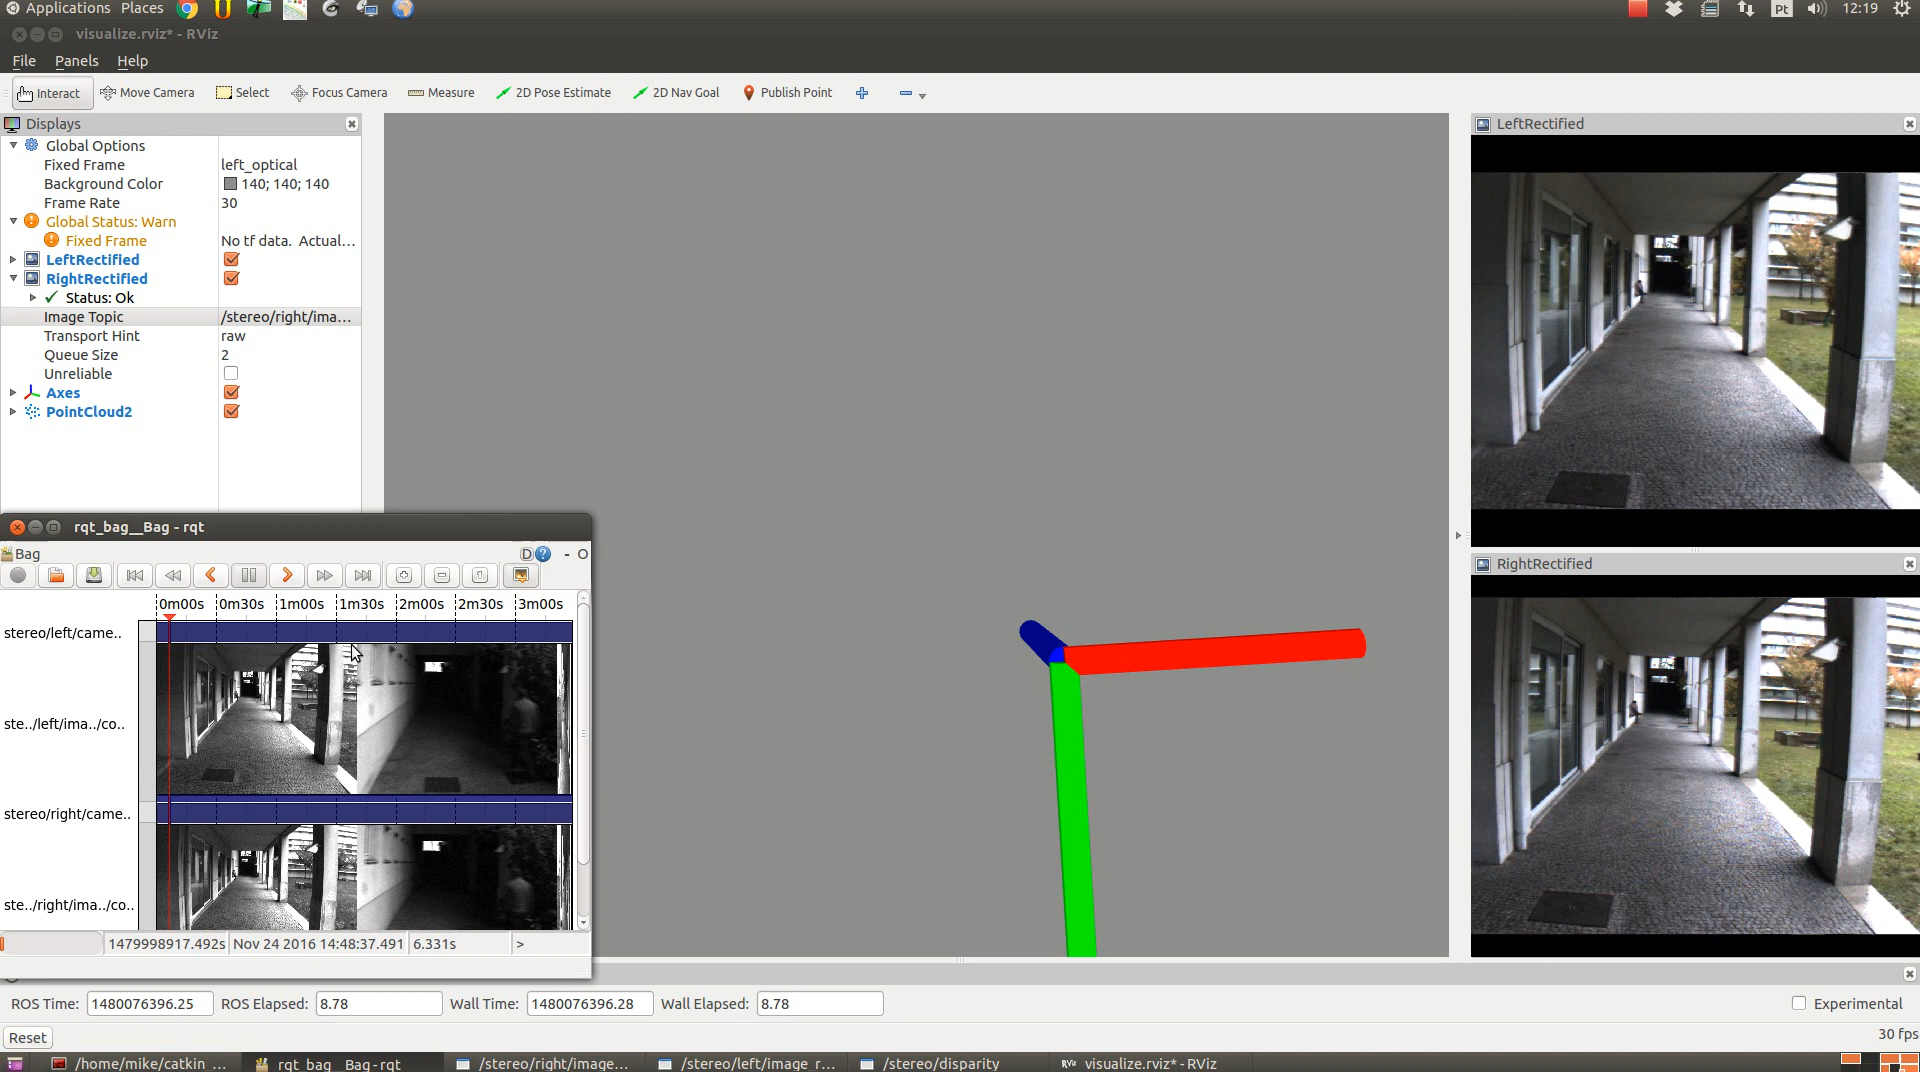 Applications Places Pt 12:19
visualize.rviz* - RViz
File Panels Help
Interact Move Camera Select Focus Camera Measure 2D Pose Estimate 2D Nav Goal Publish Point
Displays
Global Options
Fixed Frame left_optical
Background Color 140; 140; 140
Frame Rate 30
Global Status: Warn
Fixed Frame No tf data. Actual...
LeftRectified
RightRectified
Status: Ok
Image Topic /stereo/right/ima...
Transport Hint raw
Queue Size 2
Unreliable
Axes
PointCloud2
LeftRectified
RightRectified
rqt_bag__Bag - rqt
Bag D - O
0m00s 0m30s 1m00s 1m30s 2m00s 2m30s 3m00s
stereo/left/came..
ste../left/ima../co..
stereo/right/came..
ste../right/ima../co..
1479998917.492s Nov 24 2016 14:48:37.491 6.331s >
ROS Time: 1480076396.25 ROS Elapsed: 8.78 Wall Time: 1480076396.28 Wall Elapsed: 8.78 Experimental
Reset 30 fps
/home/mike/catkin ... rqt_bag__Bag - rqt /stereo/right/image... /stereo/left/image_r... /stereo/disparity RViz visualize.rviz* - RViz